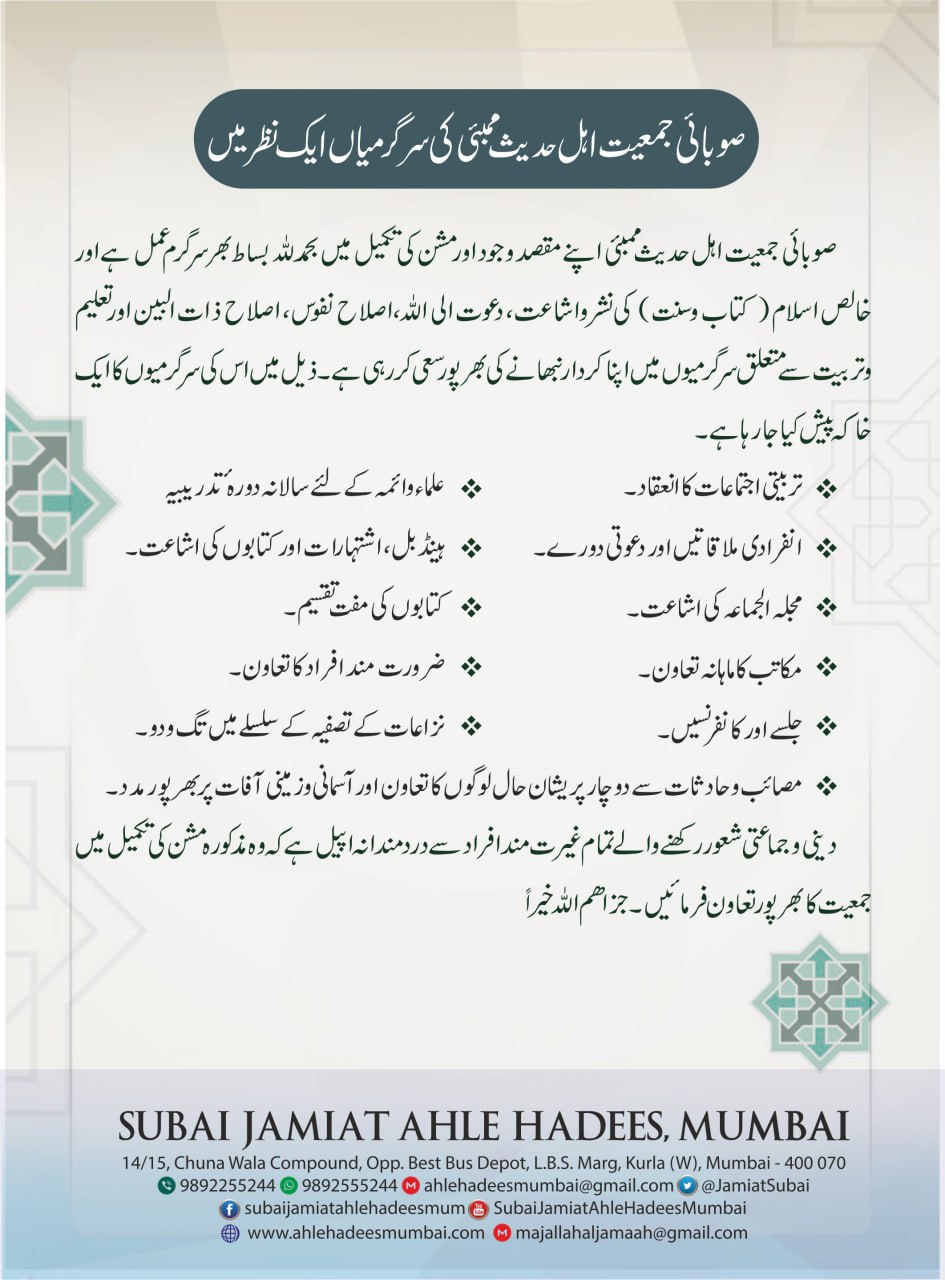 صوبائی جمعیت اہل حدیث ممبئی کی سرگرمیاں ایک نظر میں
صوبائی جمعیت اہل حدیث ممبئی اپنے مقصد وجود اور مشن کی تکمیل میں بحمد للہ بساط بھر سرگرم عمل ہے اور
خالص اسلام (کتاب وسنت) کی نشر واشاعت، دعوت الی اللہ، اصلاح نفوس، اصلاح ذات البین اور تعلیم
وتربیت سے متعلق سرگرمیوں میں اپنا کردار نبھانے کی بھرپور سعی کر رہی ہے۔ ذیل میں اس کی سرگرمیوں کا ایک
خاکہ پیش کیا جارہا ہے۔
❖ تربیتی اجتماعات کا انعقاد۔
❖ علماء وائمہ کے لئے سالانہ دورۂ تدریبیہ
❖ انفرادی ملاقاتیں اور دعوتی دورے۔
❖ ہینڈبل، اشتہارات اور کتابوں کی اشاعت۔
❖ مجلہ الجماعہ کی اشاعت۔
❖ کتابوں کی مفت تقسیم۔
❖ مکاتب کا ماہانہ تعاون۔
❖ ضرورت مند افراد کا تعاون۔
❖ جلسے اور کانفرنسیں۔
❖ نزاعات کے تصفیہ کے سلسلے میں تگ ودو۔
❖ مصائب وحادثات سے دوچار پریشان حال لوگوں کا تعاون اور آسمانی وزمینی آفات پر بھرپور مدد۔
دینی و جماعتی شعور رکھنے والے تمام غیرت مند افراد سے دردمندانہ اپیل ہے کہ وہ مذکورہ مشن کی تکمیل میں
جمعیت کا بھرپور تعاون فرمائیں۔ جزاھم اللہ خیراً
SUBAI JAMIAT AHLE HADEES, MUMBAI
14/15, Chuna Wala Compound, Opp. Best Bus Depot, L.B.S. Marg, Kurla (W), Mumbai - 400 070
9892255244 9892555244 ahlehadeesmumbai@gmail.com @JamiatSubai
subaijamiatahlehadeesmum SubaiJamiatAhleHadeesMumbai
www.ahlehadeesmumbai.com majallahaljamaah@gmail.com